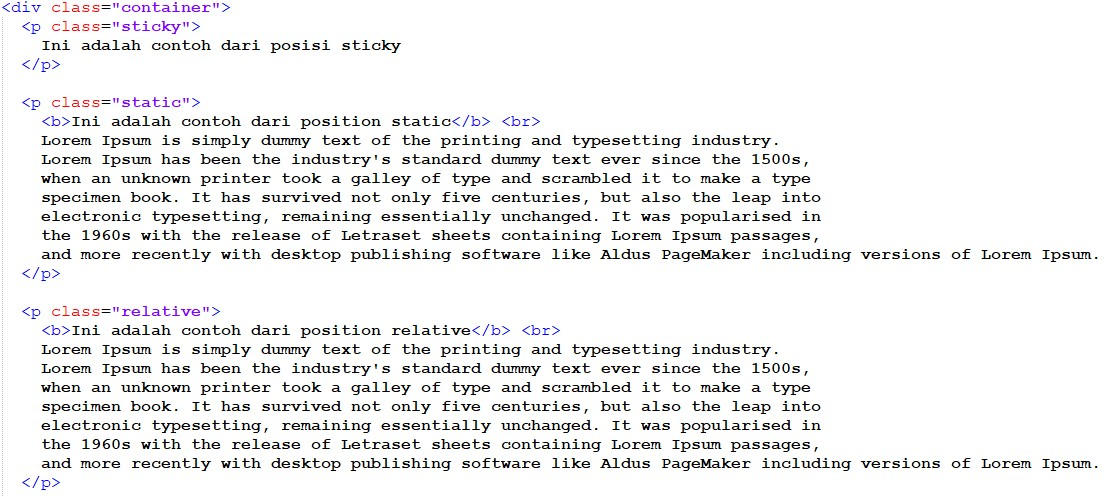 <div class="container">
<p class="sticky">
Ini adalah contoh dari posisi sticky
</p>
<p class="static">
<b>Ini adalah contoh dari position static</b> <br>
Lorem Ipsum is simply dummy text of the printing and typesetting industry.
Lorem Ipsum has been the industry's standard dummy text ever since the 1500s,
when an unknown printer took a galley of type and scrambled it to make a type
specimen book. It has survived not only five centuries, but also the leap into
electronic typesetting, remaining essentially unchanged. It was popularised in
the 1960s with the release of Letraset sheets containing Lorem Ipsum passages,
and more recently with desktop publishing software like Aldus PageMaker including versions of Lorem Ipsum.
</p>
<p class="relative">
<b>Ini adalah contoh dari position relative</b> <br>
Lorem Ipsum is simply dummy text of the printing and typesetting industry.
Lorem Ipsum has been the industry's standard dummy text ever since the 1500s,
when an unknown printer took a galley of type and scrambled it to make a type
specimen book. It has survived not only five centuries, but also the leap into
electronic typesetting, remaining essentially unchanged. It was popularised in
the 1960s with the release of Letraset sheets containing Lorem Ipsum passages,
and more recently with desktop publishing software like Aldus PageMaker including versions of Lorem Ipsum.
</p>